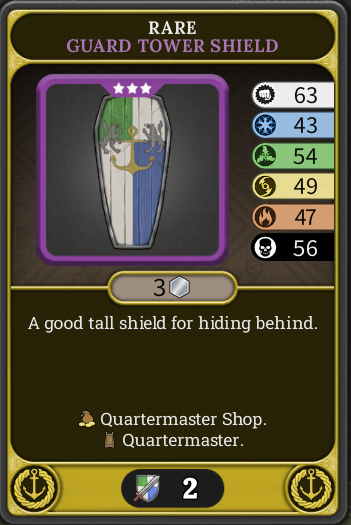 RARE
GUARD TOWER SHIELD
63
43
54
49
47
56
3
A good tall shield for hiding behind.
Quartermaster Shop.
Quartermaster.
2